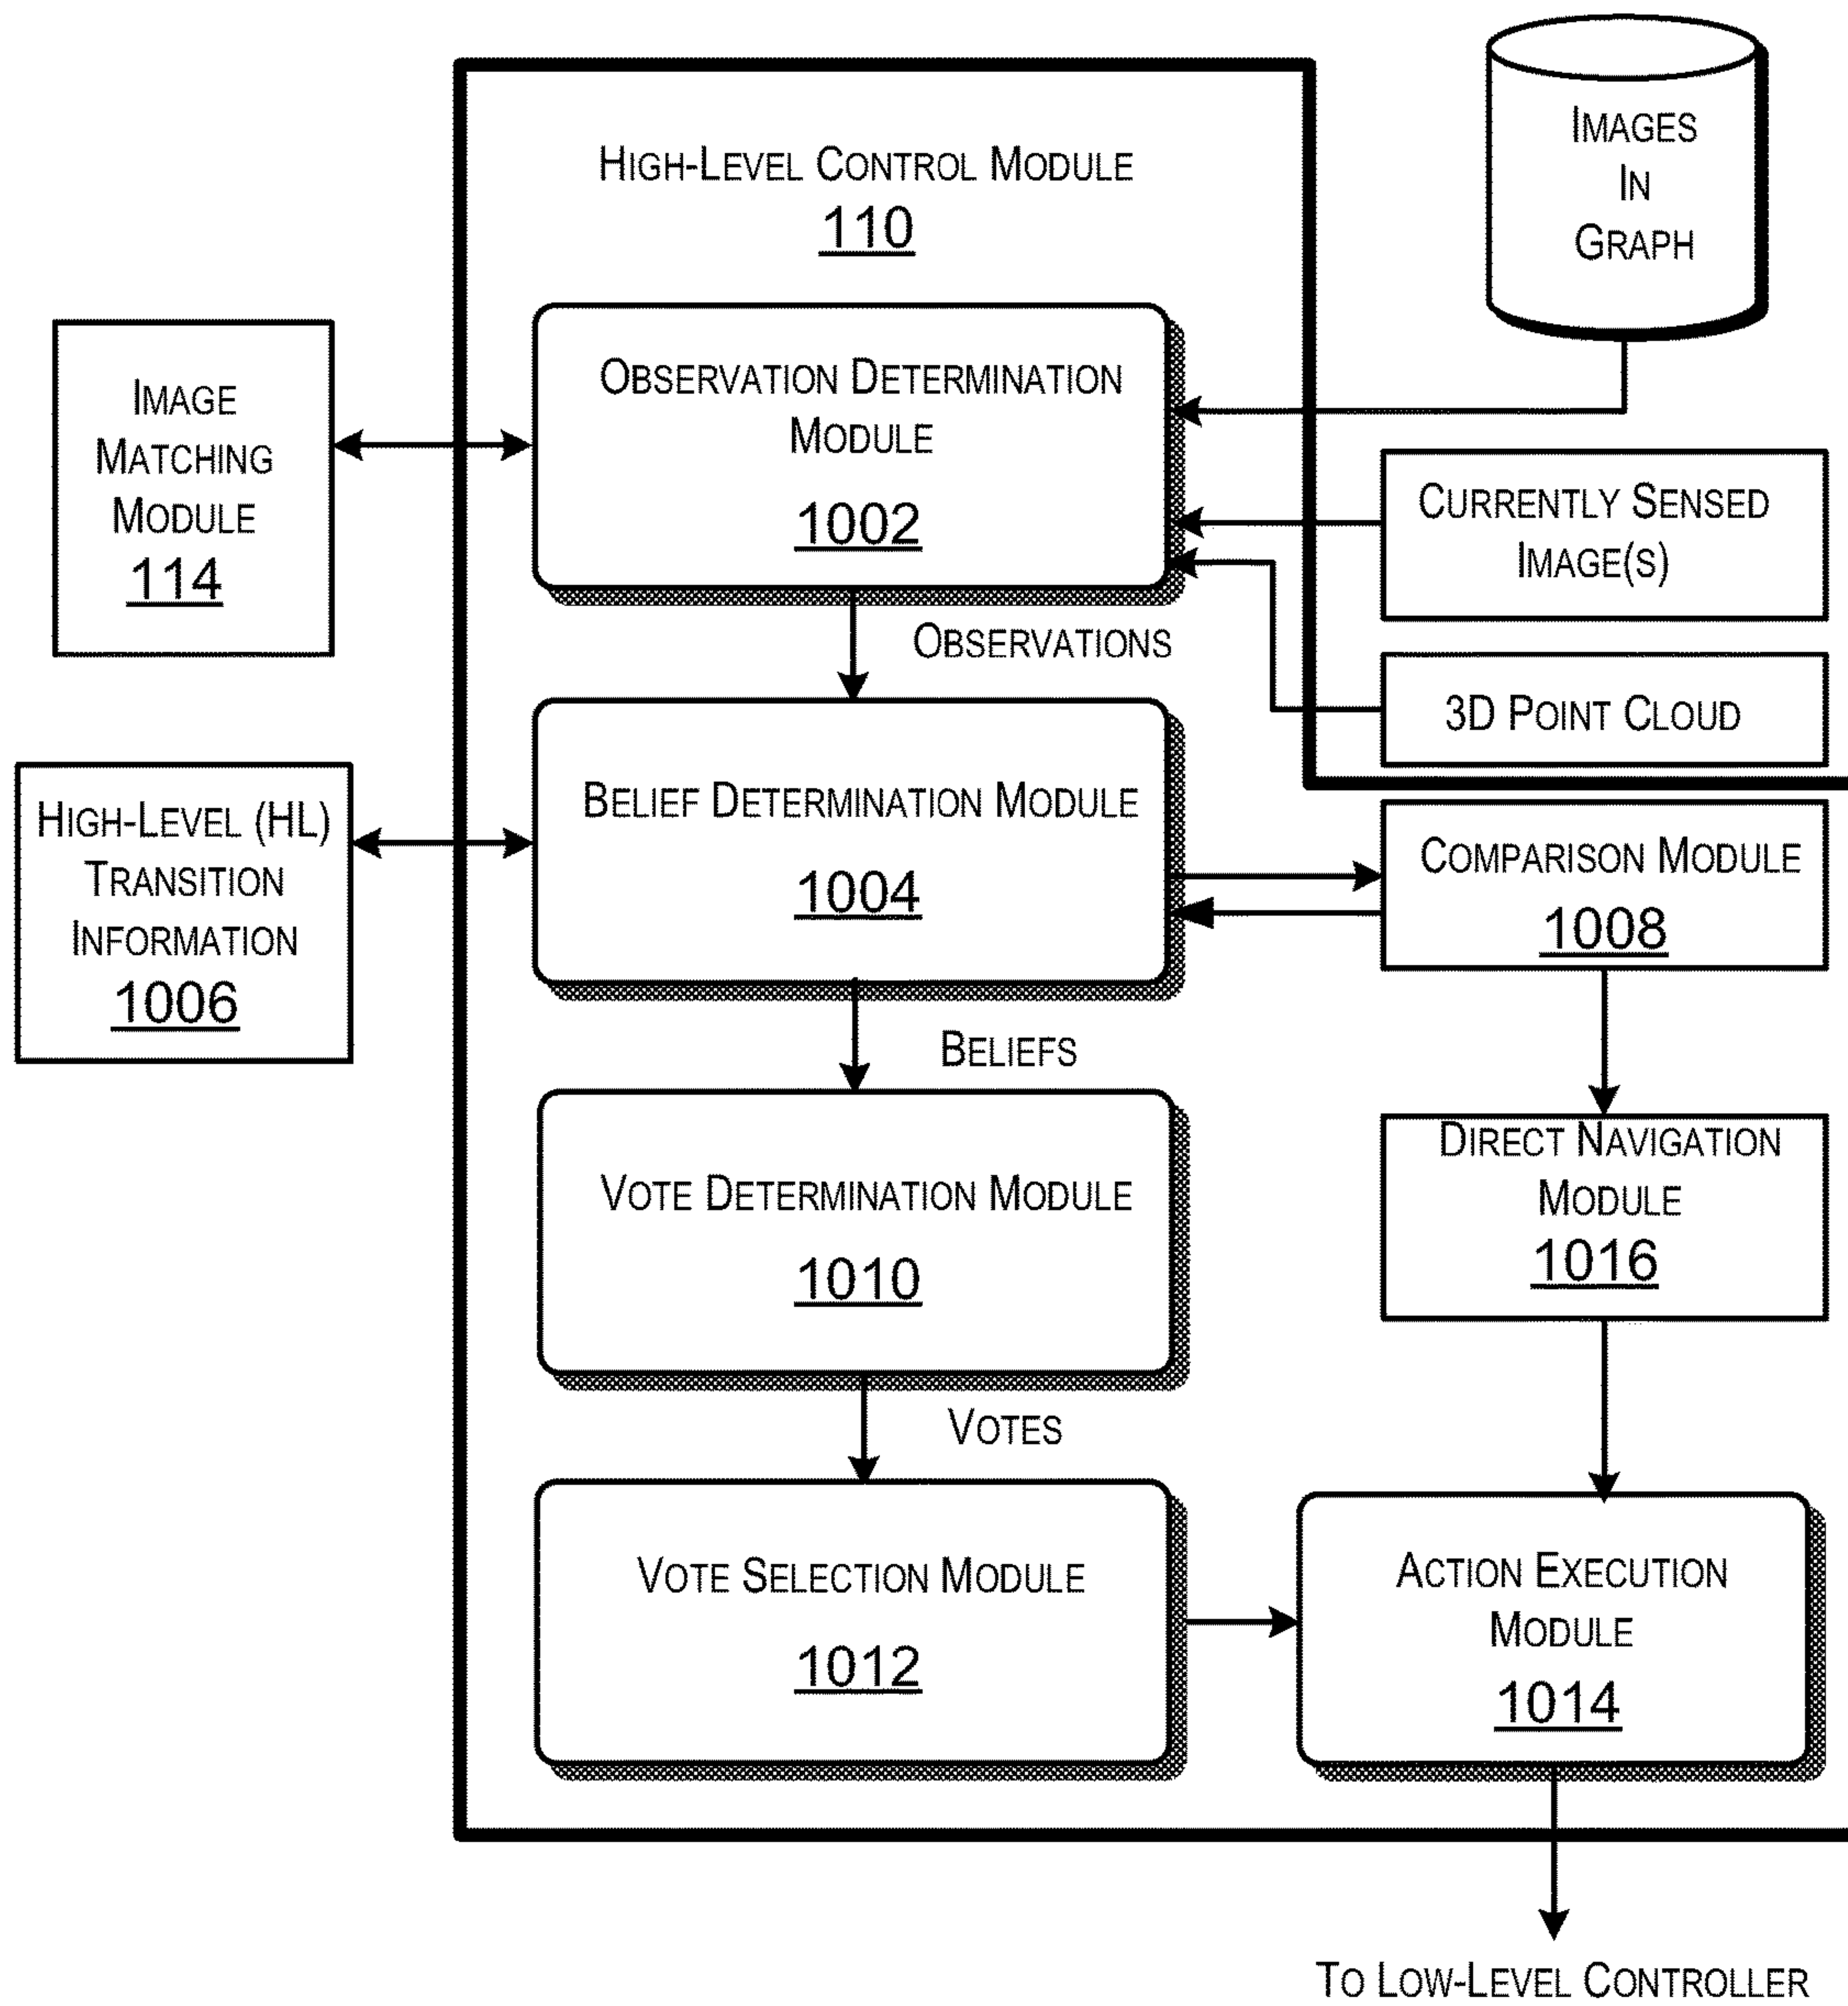 HIGH-LEVEL CONTROL MODULE
110
IMAGES
IN
GRAPH
IMAGE
MATCHING
MODULE
114
OBSERVATION DETERMINATION
MODULE
1002
CURRENTLY SENSED
IMAGE(S)
3D POINT CLOUD
OBSERVATIONS
HIGH-LEVEL (HL)
TRANSITION
INFORMATION
1006
BELIEF DETERMINATION MODULE
1004
COMPARISON MODULE
1008
BELIEFS
VOTE DETERMINATION MODULE
1010
DIRECT NAVIGATION
MODULE
1016
VOTES
VOTE SELECTION MODULE
1012
ACTION EXECUTION
MODULE
1014
TO LOW-LEVEL CONTROLLER